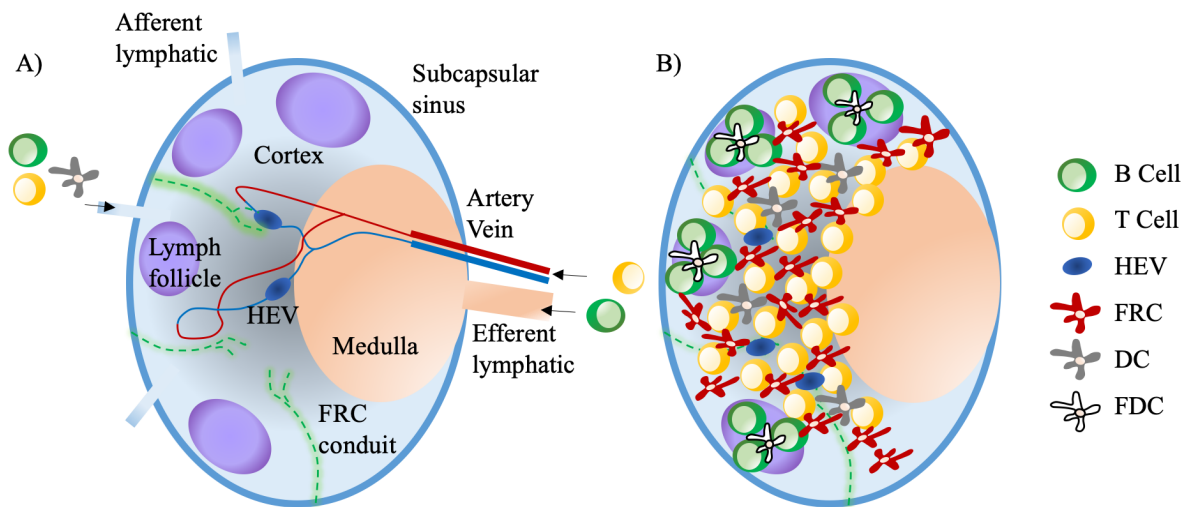 A)
Afferent
lymphatic
Subcapsular
sinus
Cortex
Artery
Vein
Lymph
follicle
HEV
Medulla
Efferent
lymphatic
FRC
conduit
B)
B Cell
T Cell
HEV
FRC
DC
FDC